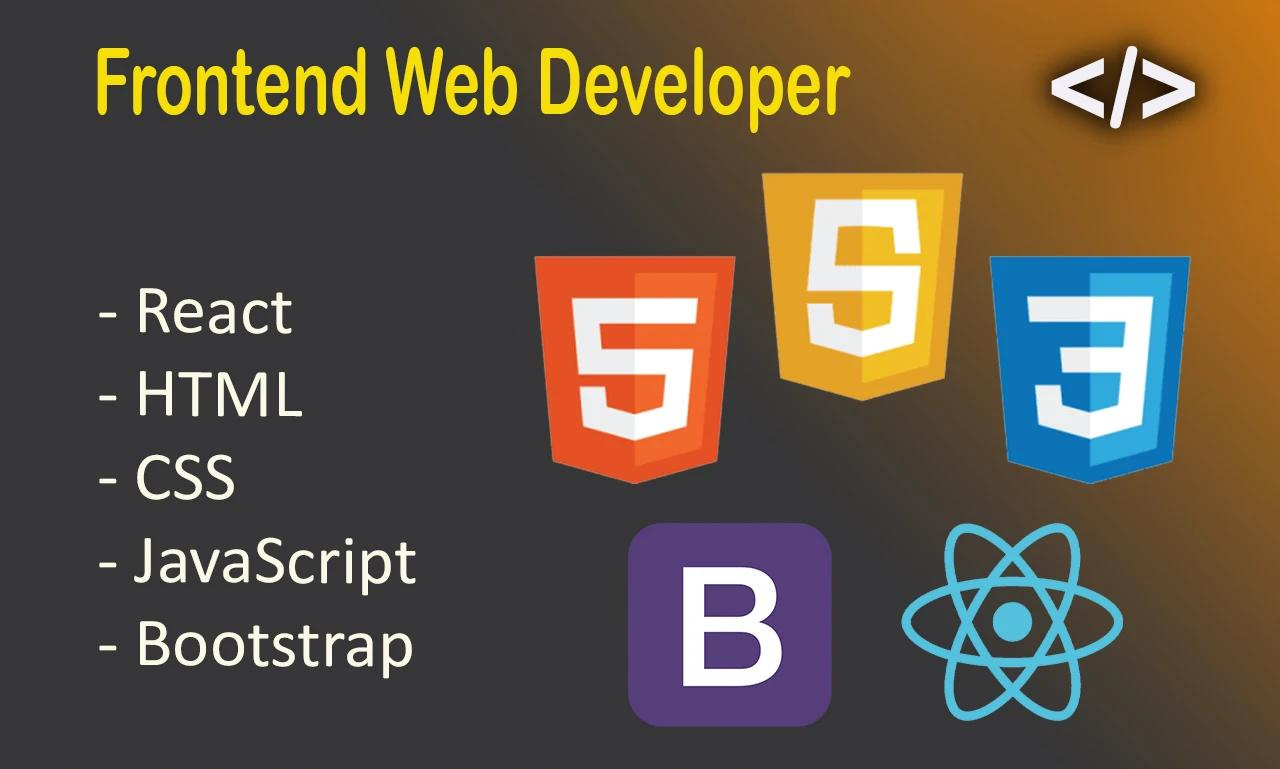 Frontend Web Developer
</>
- React
- HTML
- CSS
- JavaScript
- Bootstrap
5
5
3
B